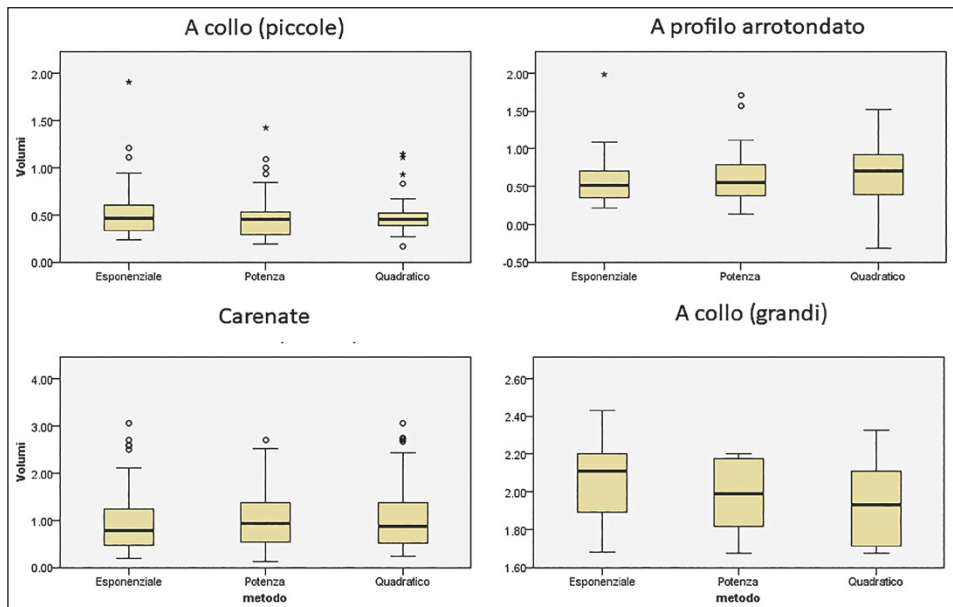 A collo (piccole)
A profilo arrotondato
Volumi
2.00
1.50
1.00
0.50
0.00
Esponenziale Potenza Quadratico
2.00
1.50
1.00
0.50
0.00
-0.50
Esponenziale Potenza Quadratico
Carenate
A collo (grandi)
Volumi
4.00
3.00
2.00
1.00
0.00
Esponenziale Potenza Quadratico
metodo
2.60
2.40
2.20
2.00
1.80
1.60
Esponenziale Potenza Quadratico
metodo